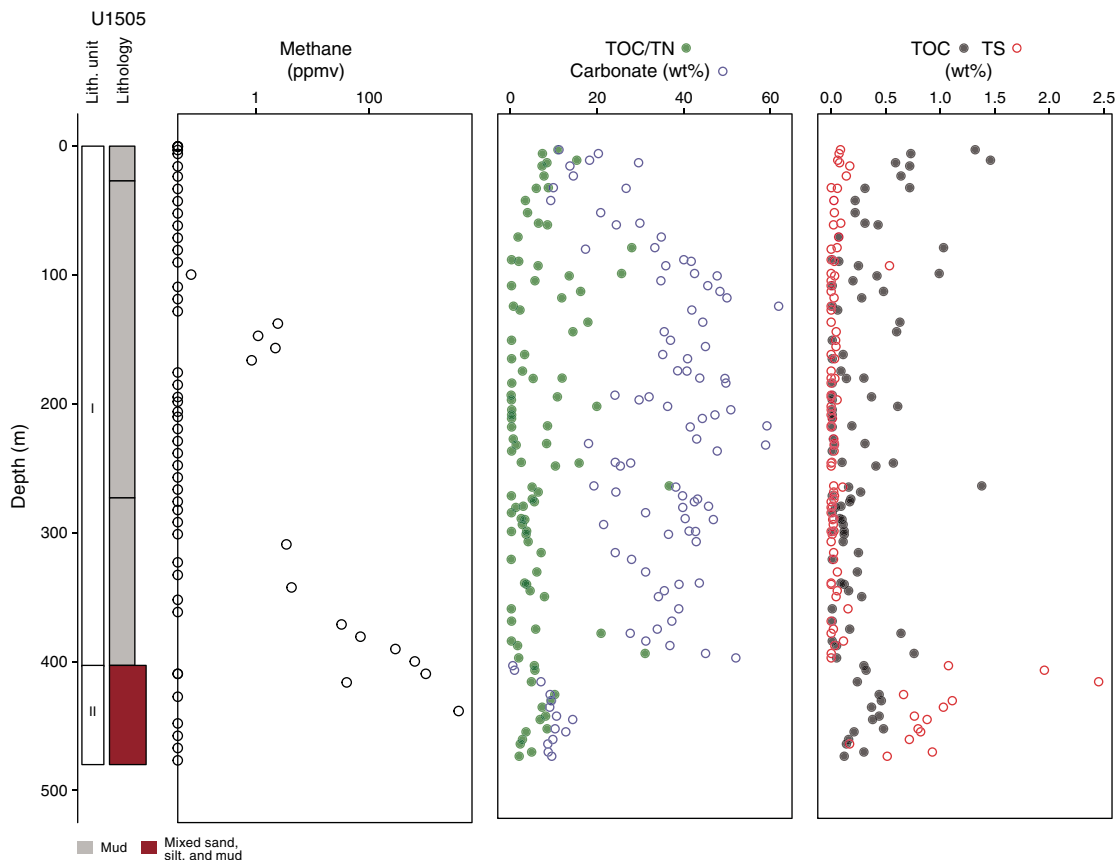 U1505
Lith. unit
Lithology
Methane
(ppmv)
TOC/TN
Carbonate (wt%)
TOC TS
(wt%)
1 100
0 20 40 60
0.0 0.5 1.0 1.5 2.0 2.5
Depth (m)
0
100
200
300
400
500
I
II
Mud
Mixed sand,
silt, and mud